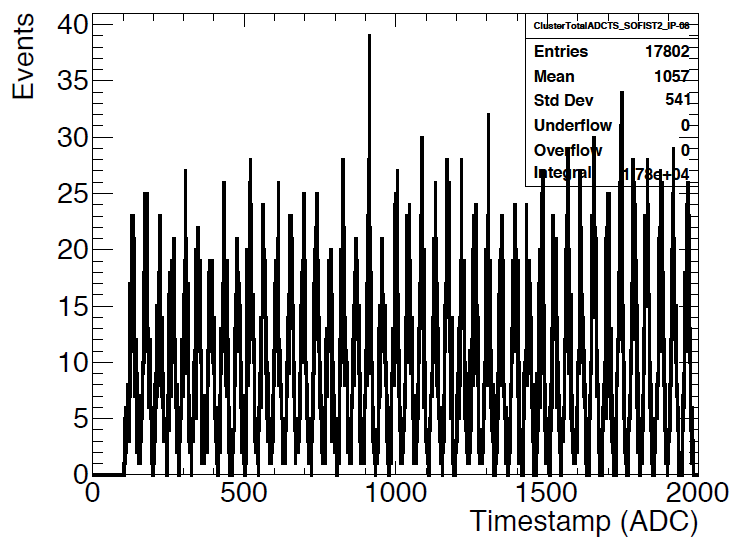 Events
ClusterTotalADCTS_SOFIST2_IP-08
Entries 17802
Mean 1057
Std Dev 541
Underflow 0
Overflow 0
Integral 1.78e+04
40
35
30
25
20
15
10
5
0
0 500 1000 1500 2000
Timestamp (ADC)